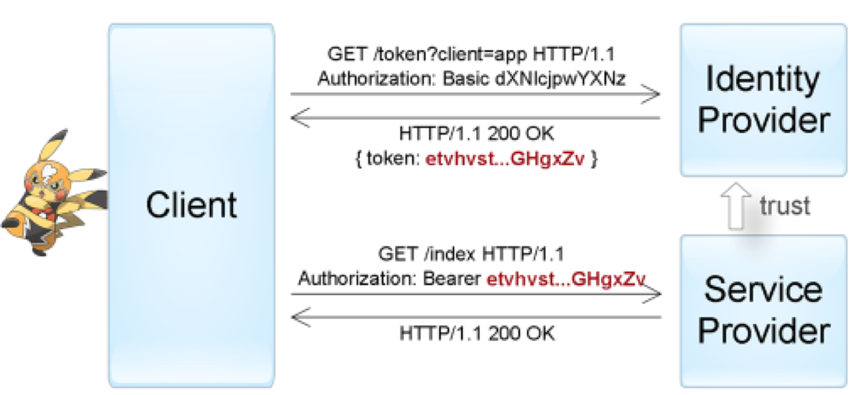 Client
GET /token?client=app HTTP/1.1
Authorization: Basic dXNlcjpwYXNz
HTTP/1.1 200 OK
{ token: etvhvst...GHgxZv }
Identity
Provider
trust
GET /index HTTP/1.1
Authorization: Bearer etvhvst...GHgxZv
HTTP/1.1 200 OK
Service
Provider